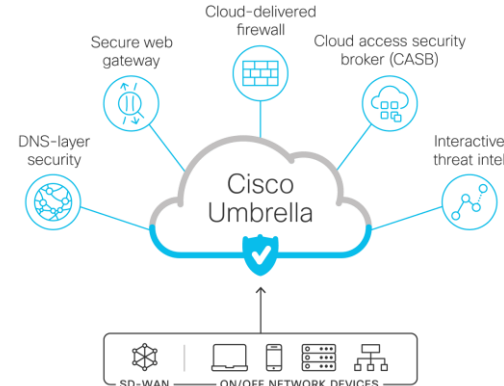 Cloud-delivered
firewall
Secure web
gateway
Cloud access security
broker (CASB)
DNS-layer
security
Interactive
threat intel
Cisco
Umbrella
SD-WAN
ON/OFF NETWORK DEVICES